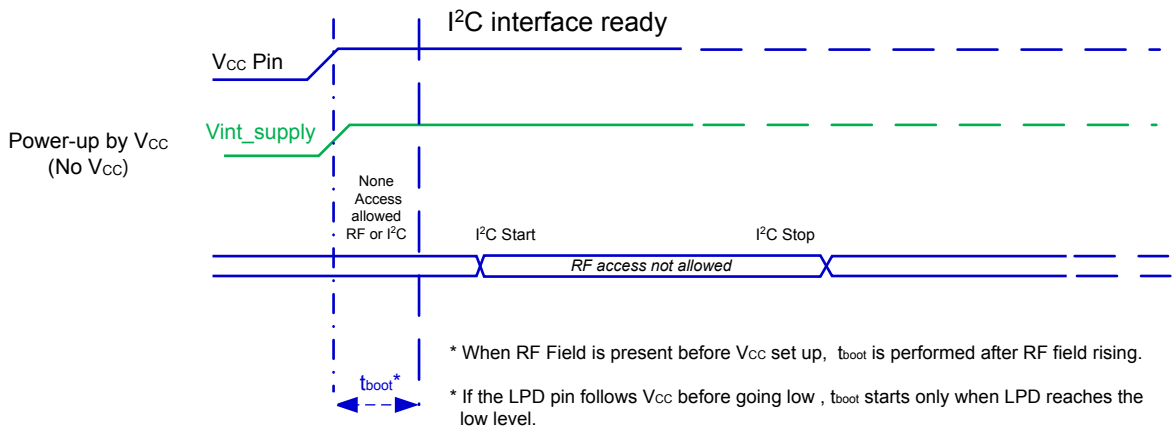 I²C interface ready
VCC Pin
Vint_supply
Power-up by VCC
(No VCC)
None
Access
allowed
RF or I²C
I²C Start
I²C Stop
RF access not allowed
* When RF Field is present before VCC set up, tboot is performed after RF field rising.
tboot*
* If the LPD pin follows VCC before going low , tboot starts only when LPD reaches the
low level.